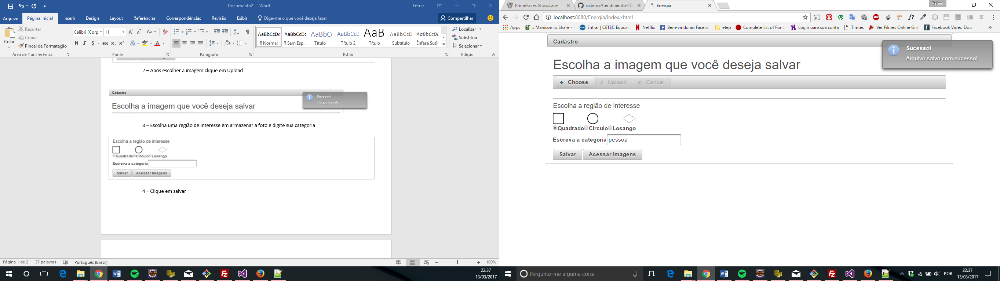 Documento2 - Word
Entrar
Arquivo
Página Inicial
Inserir
Design
Layout
Referências
Correspondências
Revisão
Exibir
Diga-me o que você deseja fazer
Compartilhar
Colar
Recortar
Copiar
Pincel de Formatação
Área de Transferência
Calibri (Corp
11
N I S abc x₂ x²
Aa
Fonte
Parágrafo
AaBbCcDc
¶ Normal
AaBbCcDc
¶ Sem Esp...
AaBbCc
Título 1
AaBbCcD
Título 2
AaB
Título
AaBbCcD
Subtítulo
AaBbCcDc
Ênfase Sutil
Estilo
Localizar
Substituir
Selecionar
Edição
2 – Após escolher a imagem clique em Upload
Cadastro
Sucesso!
foto.jpg foi salvo!
Escolha a imagem que você deseja salvar
3 – Escolha uma região de interesse em armazenar a foto e digite sua categoria
Escolha a região de interesse
Quadrado Circulo Losango
Escreva a categoria
Salvar
Acessar Imagens
4 – Clique em salvar
Página 1 de 2
37 palavras
Português (Brasil)
100%
22:37
13/03/2017
PrimeFaces ShowCase
sistemaAtendimento-TCC
Energia
Rafael
localhost:8080/Energia/index.xhtml
Apps
:: Manicomio Share -
Entrar | CETEC Educac
Netflix
Bem-vindo ao Facebo
etep
Complete list of Font
Login para sua conta
Timtec
Ver Filmes Online Gra
Facebook Video Down
Cadastro
Sucesso!
Arquivo salvo com sucesso!
Escolha a imagem que você deseja salvar
Choose
Upload
Cancel
Escolha a região de interesse
Quadrado Circulo Losango
Escreva a categoria pessoa
Salvar
Acessar Imagens
Pergunte-me alguma coisa
POR
22:37
13/03/2017